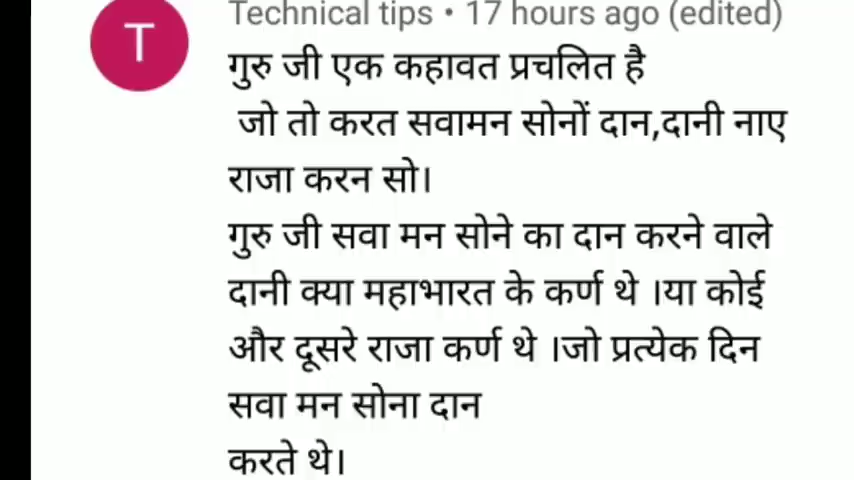 T
Technical tips • 17 hours ago (edited)
गुरु जी एक कहावत प्रचलित है
जो तो करत सवामन सोनों दान,दानी नाए
राजा करन सो।
गुरु जी सवा मन सोने का दान करने वाले
दानी क्या महाभारत के कर्ण थे ।या कोई
और दूसरे राजा कर्ण थे ।जो प्रत्येक दिन
सवा मन सोना दान
करते थे।